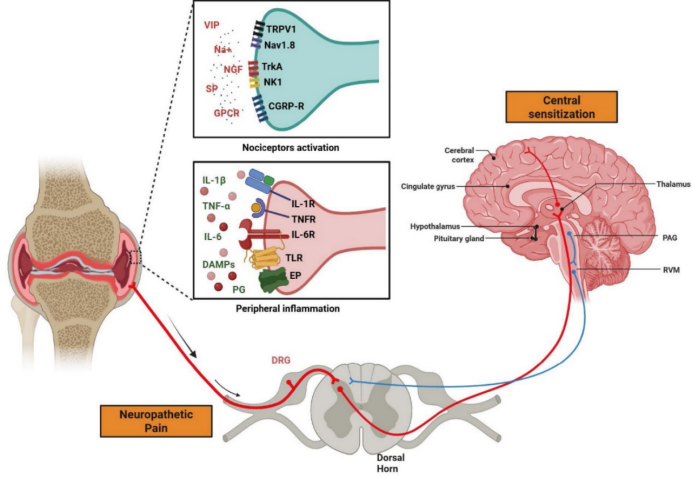 VIP
Na+
NGF
SP
GPCR
TRPV1
Nav1.8
TrkA
NK1
CGRP-R
Nociceptors activation
IL-1β
TNF-α
IL-6
DAMPs
PG
IL-1R
TNFR
IL-6R
TLR
EP
Peripheral inflammation
Central
sensitization
Cerebral
cortex
Cingulate gyrus
Hypothalamus
Pituitary gland
Thalamus
PAG
RVM
DRG
Neuropathetic
Pain
Dorsal
Horn